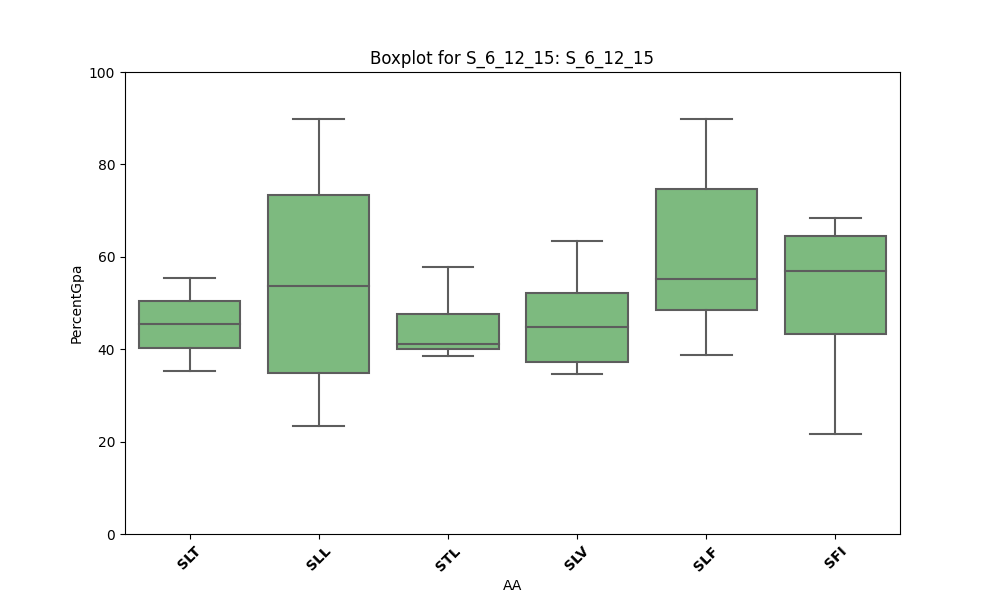 Boxplot for S_6_12_15: S_6_12_15
100
80
60
40
20
0
PercentGpa
SLT
SLL
STL
SLV
SLF
SFI
AA